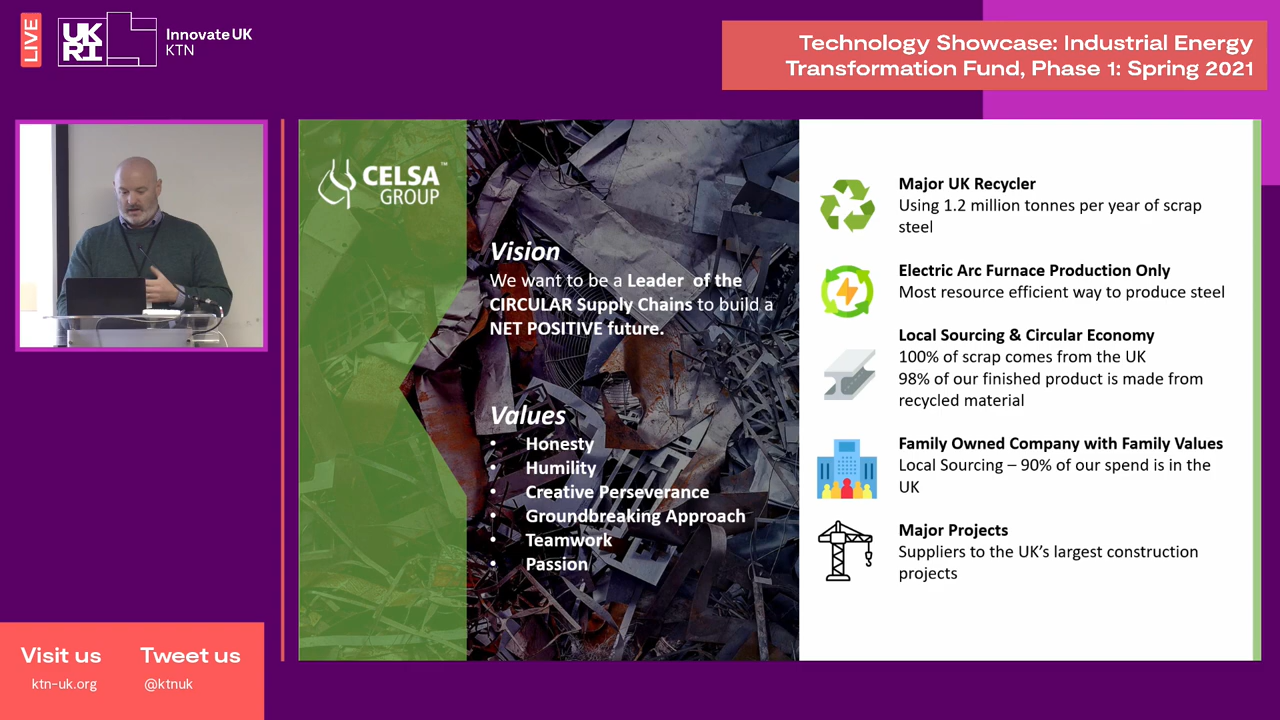 LIVE
UK
RI
Innovate UK
KTN
Technology Showcase: Industrial Energy
Transformation Fund, Phase 1: Spring 2021
CELSA™
GROUP
Vision
We want to be a Leader of the
CIRCULAR Supply Chains to build a
NET POSITIVE future.
Values
• Honesty
• Humility
• Creative Perseverance
• Groundbreaking Approach
• Teamwork
• Passion
Major UK Recycler
Using 1.2 million tonnes per year of scrap
steel
Electric Arc Furnace Production Only
Most resource efficient way to produce steel
Local Sourcing & Circular Economy
100% of scrap comes from the UK
98% of our finished product is made from
recycled material
Family Owned Company with Family Values
Local Sourcing – 90% of our spend is in the
UK
Major Projects
Suppliers to the UK's largest construction
projects
Visit us
ktn-uk.org
Tweet us
@ktnuk